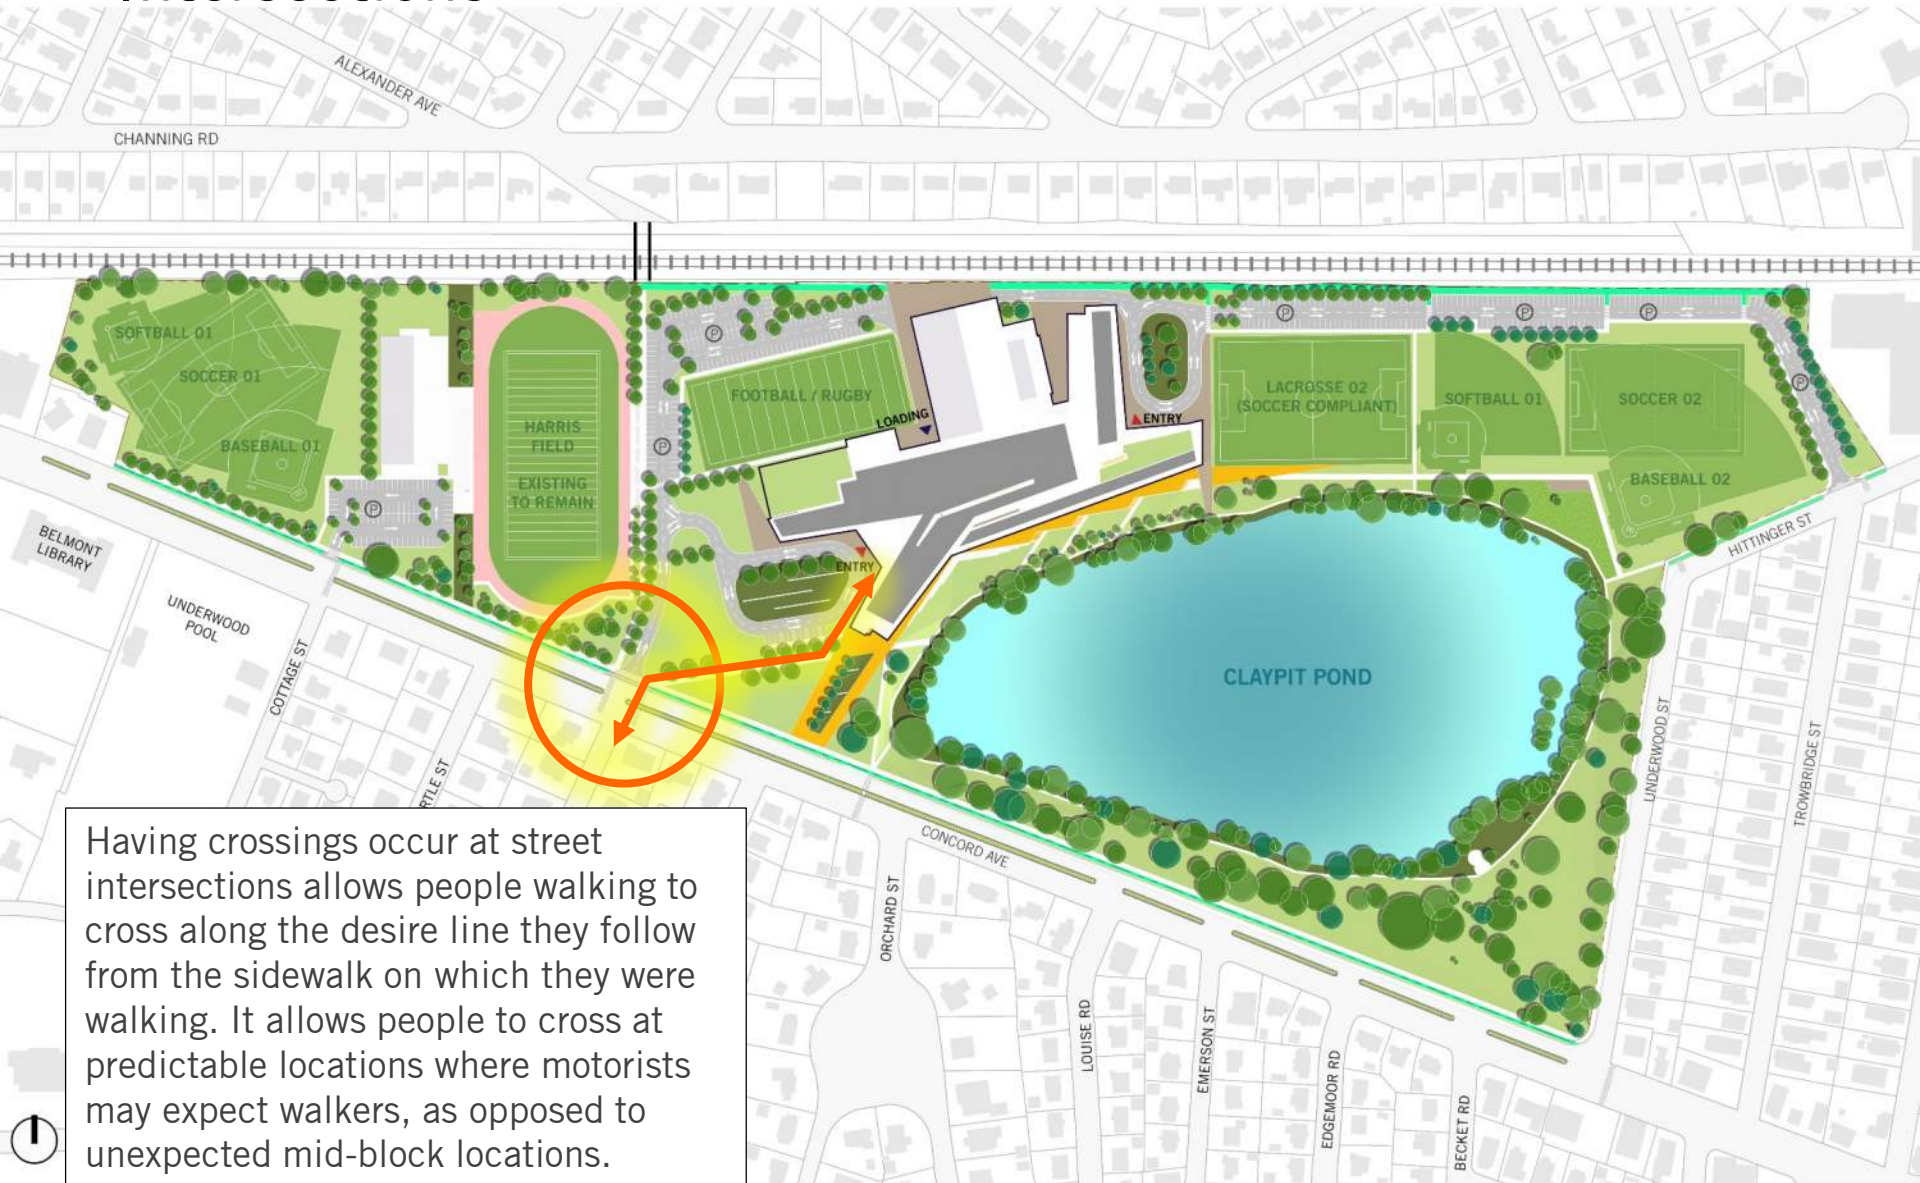 ALEXANDER AVE
CHANNING RD
SOFTBALL 01
SOCCER 01
BASEBALL 01
HARRIS
FIELD
EXISTING
TO REMAIN
P
P
P
FOOTBALL / RUGBY
LOADING
ENTRY
ENTRY
P
P
P
P
LACROSSE 02
(SOCCER COMPLIANT)
SOFTBALL 01
SOCCER 02
BASEBALL 02
HITTINGER ST
BELMONT
LIBRARY
UNDERWOOD
POOL
COTTAGE ST
CLAYPIT POND
UNDERWOOD ST
TROWBRIDGE ST
CONCORD AVE
ORCHARD ST
LOUISE RD
EMERSON ST
EDGEMOOR RD
BECKET RD
Having crossings occur at street
intersections allows people walking to
cross along the desire line they follow
from the sidewalk on which they were
walking. It allows people to cross at
predictable locations where motorists
may expect walkers, as opposed to
unexpected mid-block locations.